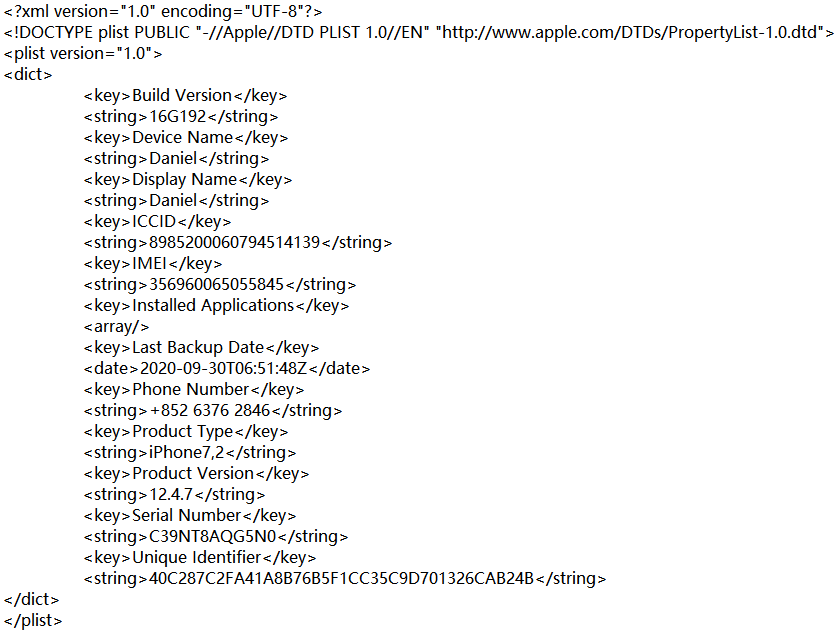 <?xml version="1.0" encoding="UTF-8"?>
<!DOCTYPE plist PUBLIC "-//Apple//DTD PLIST 1.0//EN" "http://www.apple.com/DTDs/PropertyList-1.0.dtd">
<plist version="1.0">
<dict>
<key>Build Version</key>
<string>16G192</string>
<key>Device Name</key>
<string>Daniel</string>
<key>Display Name</key>
<string>Daniel</string>
<key>ICCID</key>
<string>8985200060794514139</string>
<key>IMEI</key>
<string>356960065055845</string>
<key>Installed Applications</key>
<array/>
<key>Last Backup Date</key>
<date>2020-09-30T06:51:48Z</date>
<key>Phone Number</key>
<string>+852 6376 2846</string>
<key>Product Type</key>
<string>iPhone7,2</string>
<key>Product Version</key>
<string>12.4.7</string>
<key>Serial Number</key>
<string>C39NT8AQG5N0</string>
<key>Unique Identifier</key>
<string>40C287C2FA41A8B76B5F1CC35C9D701326CAB24B</string>
</dict>
</plist>